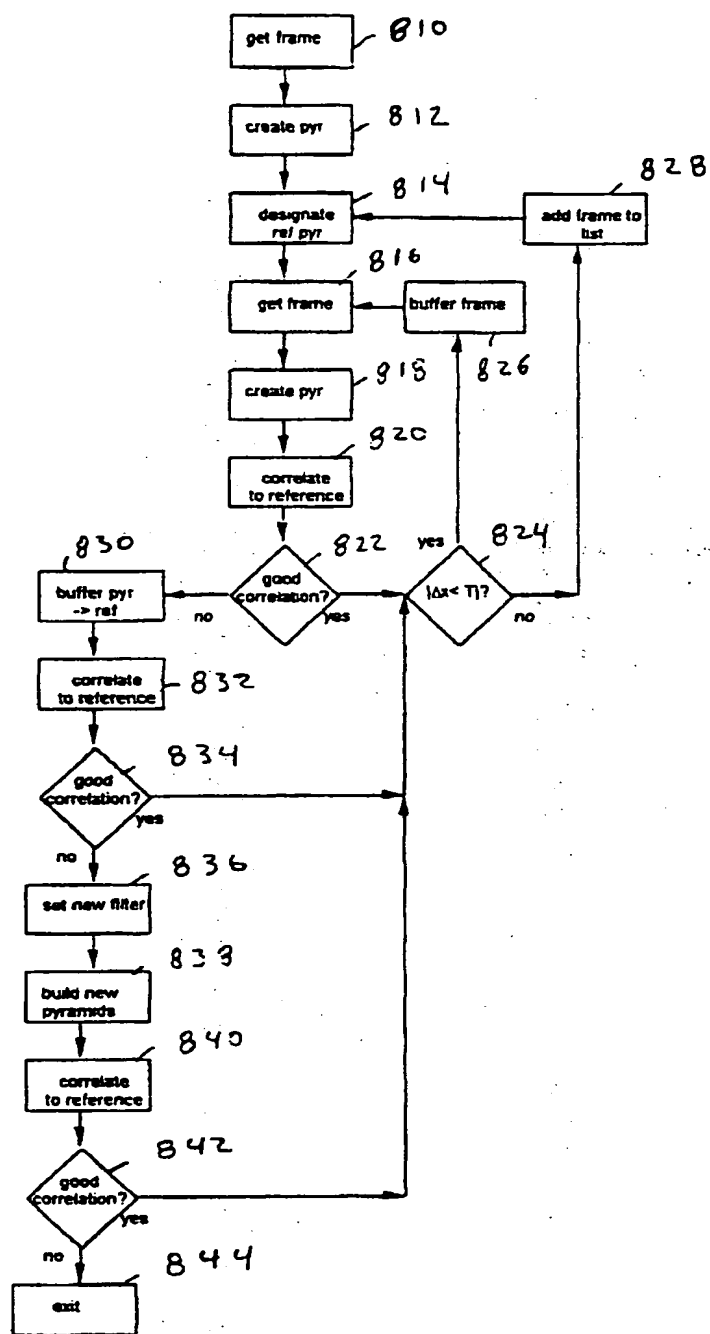 get frame
810
create pyr
812
828
814
designate
ref pyr
add frame to
list
816
get frame
buffer frame
818
826
create pyr
820
correlate
to reference
830
822
yes
824
buffer pyr
-> ref
good
correlation?
|Δx< T|?
no
yes
no
correlate
to reference
832
834
good
correlation?
yes
no
836
set new filter
838
build new
pyramids
840
correlate
to reference
842
good
correlation?
yes
no
844
exit